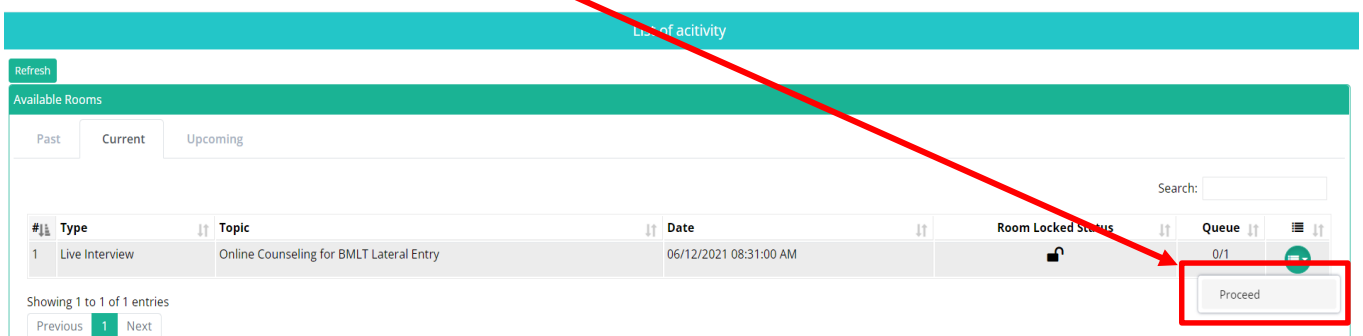 List of acitivity
Refresh
Available Rooms
Past Current Upcoming
Search:
# Type Topic Date Room Locked Status Queue
1 Live Interview Online Counseling for BMLT Lateral Entry 06/12/2021 08:31:00 AM 0/1
Proceed
Showing 1 to 1 of 1 entries
Previous 1 Next